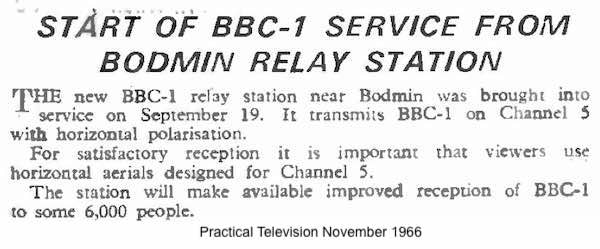 START OF BBC-1 SERVICE FROM
BODMIN RELAY STATION
THE new BBC-1 relay station near Bodmin was brought into
service on September 19. It transmits BBC-1 on Channel 5
with horizontal polarisation.
For satisfactory reception it is important that viewers use
horizontal aerials designed for Channel 5.
The station will make available improved reception of BBC-1
to some 6,000 people.
Practical Television November 1966